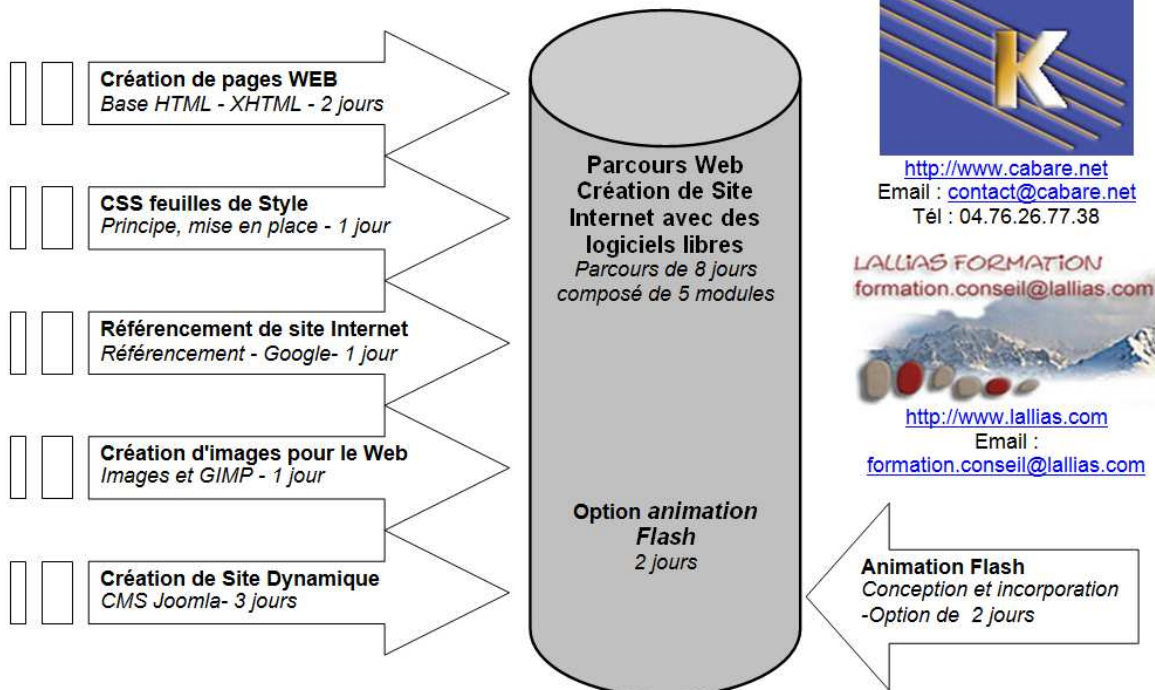 Création de pages WEB
Base HTML - XHTML - 2 jours
CSS feuilles de Style
Principe, mise en place - 1 jour
Référencement de site Internet
Référencement - Google- 1 jour
Création d'images pour le Web
Images et GIMP - 1 jour
Création de Site Dynamique
CMS Joomla- 3 jours
Parcours Web
Création de Site
Internet avec des
logiciels libres
Parcours de 8 jours
composé de 5 modules
Option animation
Flash
2 jours
K
http://www.cabare.net
Email : contact@cabare.net
Tél : 04.76.26.77.38
LALLIAS FORMATION
formation.conseil@lallias.com
http://www.lallias.com
Email :
formation.conseil@lallias.com
Animation Flash
Conception et incorporation
-Option de 2 jours